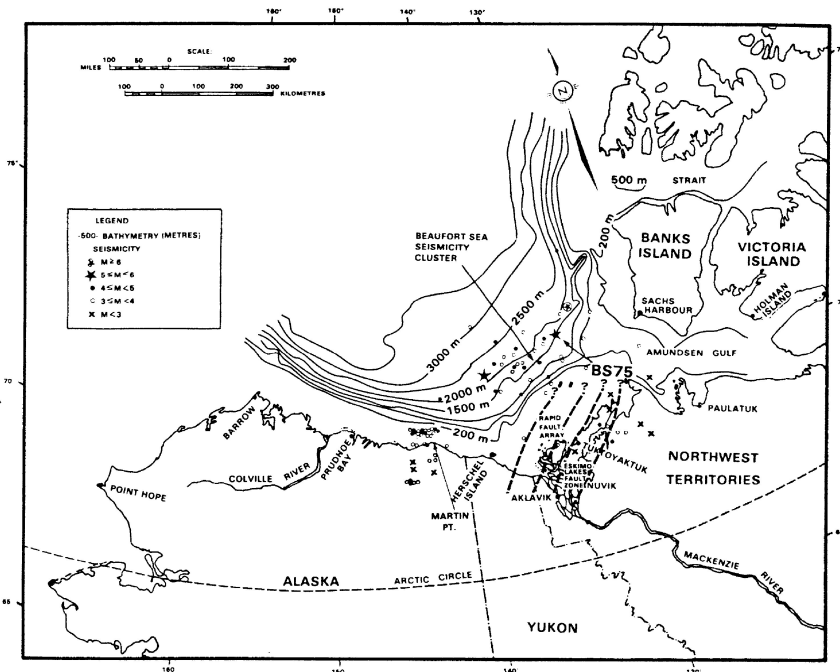 180° 150° 140° 130°
SCALE:
MILES 100 50 0 100 200
100 0 100 200 300 KILOMETRES
N
75°
500 m STRAIT
LEGEND
-500- BATHYMETRY (METRES)
SEISMICITY
M ≥ 6
5 ≤ M < 6
4 ≤ M < 5
3 ≤ M < 4
M < 3
BEAUFORT SEA
SEISMICITY
CLUSTER
200 m
BANKS
ISLAND
VICTORIA
ISLAND
HOLMAN
ISLAND
SACHS
HARBOUR
2500 m
3000 m
AMUNDSEN GULF
BS75
70
2000 m
1500 m
200 m
? ? ? ?
RAPID
FAULT
ARRAY
PAULATUK
TUKTOYAKTUK
ESKIMO
LAKES
FAULT
ZONE
INUVIK
AKLAVIK
NORTHWEST
TERRITORIES
BARROW
PRUDHOE
BAY
COLVILLE RIVER
POINT HOPE
HERSCHEL
ISLAND
MARTIN
PT.
MACKENZIE RIVER
ALASKA
ARCTIC CIRCLE
65
YUKON
160 150 140 130